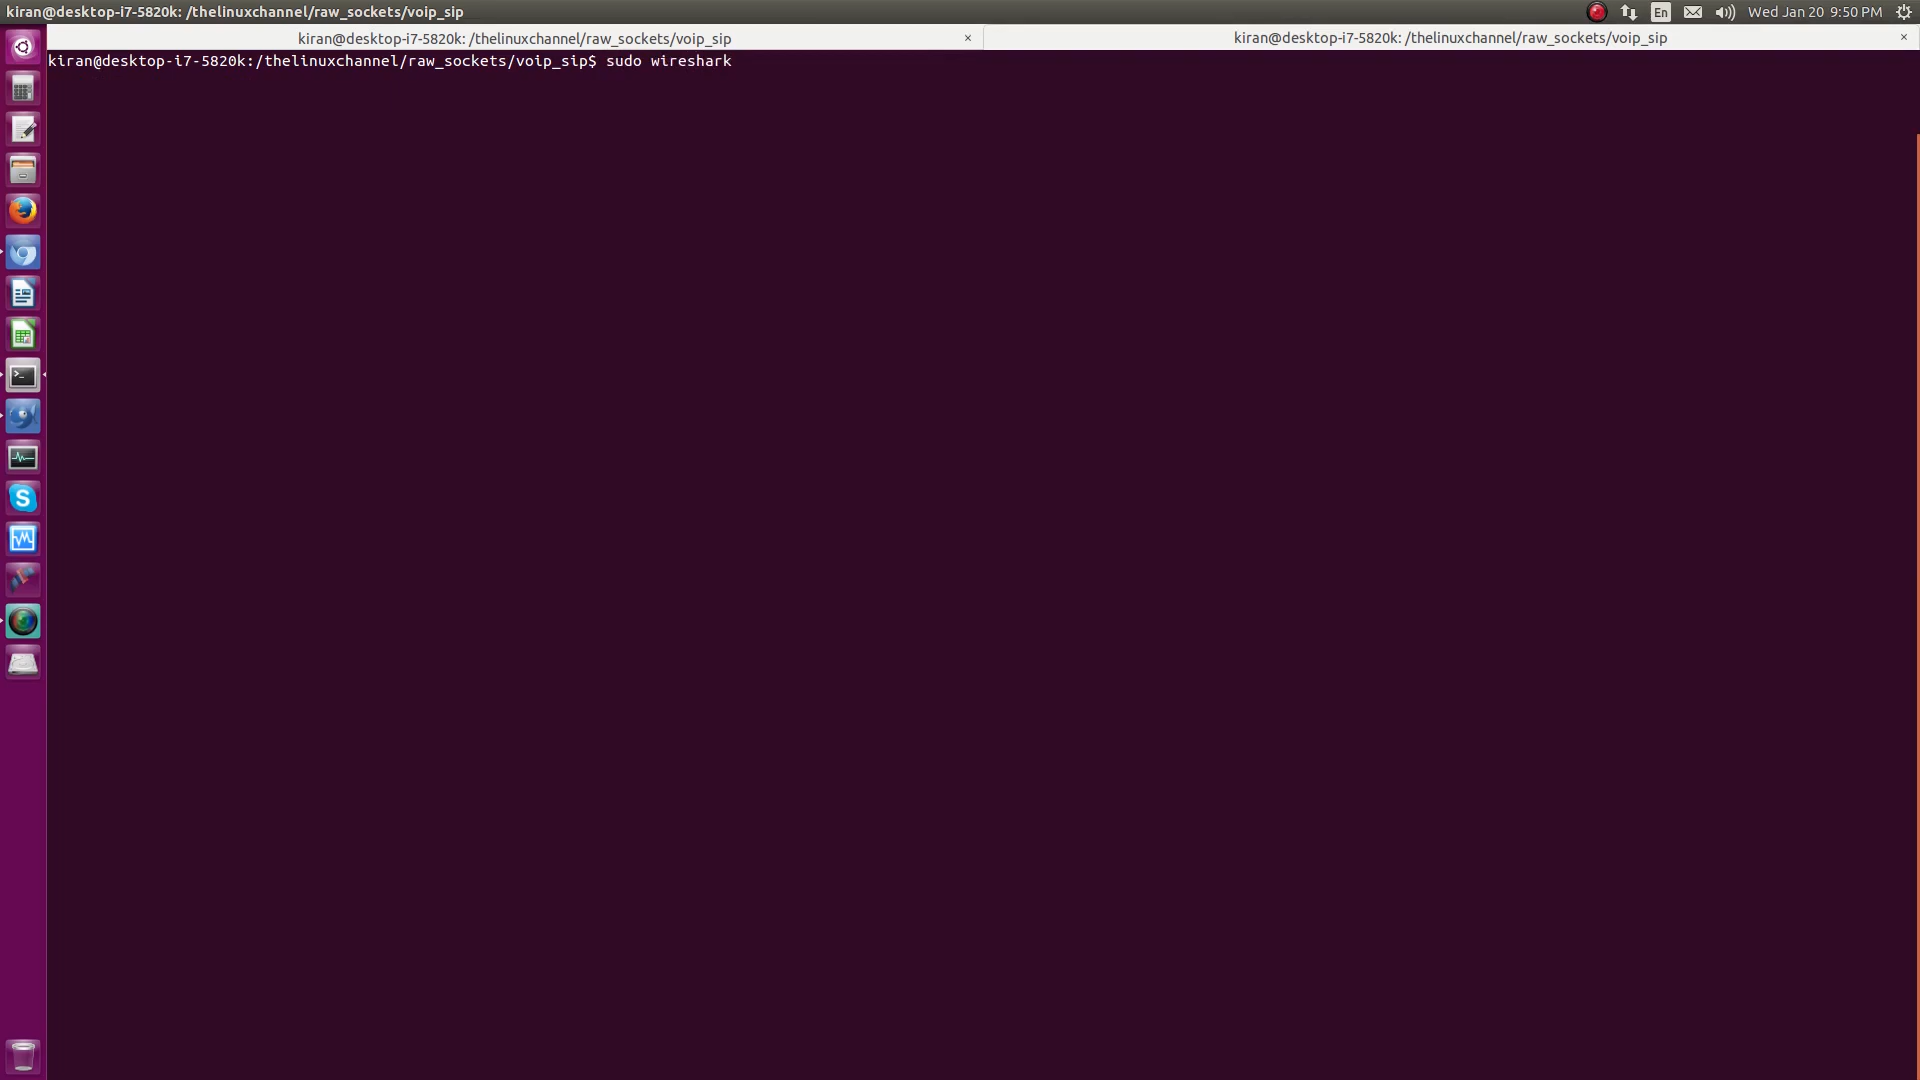 kiran@desktop-i7-5820k: /thelinuxchannel/raw_sockets/voip_sip En Wed Jan 20 9:50 PM
kiran@desktop-i7-5820k: /thelinuxchannel/raw_sockets/voip_sip × kiran@desktop-i7-5820k: /thelinuxchannel/raw_sockets/voip_sip ×
kiran@desktop-i7-5820k:/thelinuxchannel/raw_sockets/voip_sip$ sudo wireshark